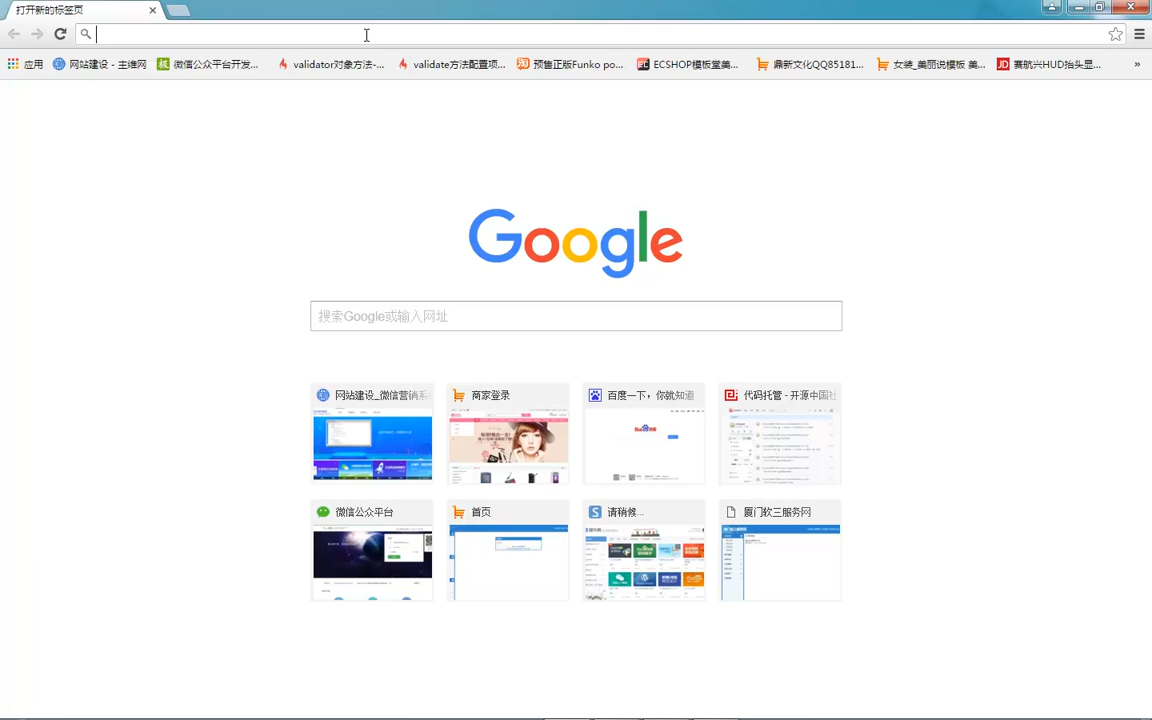 打开新的标签页
应用
网站建设 - 主维网
微信公众平台开发...
validator对象方法-...
validate方法配置项...
预售正版Funko po...
ECSHOP模板堂美...
鼎新文化QQ85181...
女装_美丽说模板 美...
赛航兴HUD抬头显...
»
Google
搜索Google或输入网址
网站建设_微信营销系
商家登录
百度一下，你就知道
代码托管 - 开源中国社
微信公众平台
首页
请稍候...
厦门软三服务网